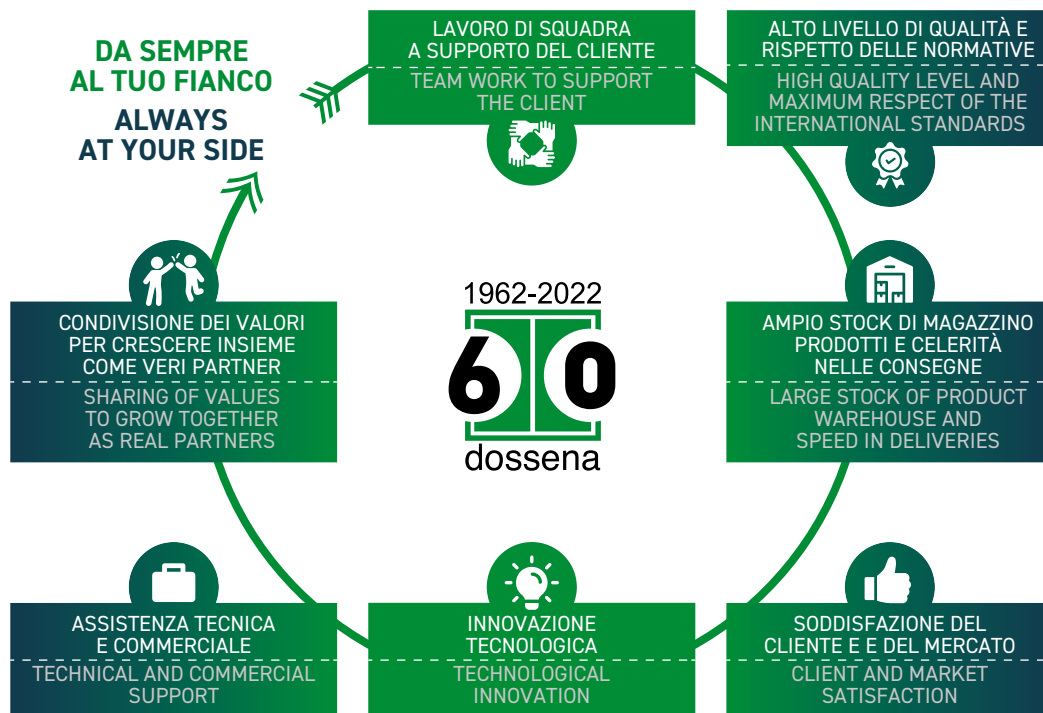 DA SEMPRE
AL TUO FIANCO
ALWAYS
AT YOUR SIDE
LAVORO DI SQUADRA
A SUPPORTO DEL CLIENTE
TEAM WORK TO SUPPORT
THE CLIENT
ALTO LIVELLO DI QUALITÀ E
RISPETTO DELLE NORMATIVE
HIGH QUALITY LEVEL AND
MAXIMUM RESPECT OF THE
INTERNATIONAL STANDARDS
CONDIVISIONE DEI VALORI
PER CRESCERE INSIEME
COME VERI PARTNER
SHARING OF VALUES
TO GROW TOGETHER
AS REAL PARTNERS
1962-2022
60
dossena
AMPIO STOCK DI MAGAZZINO
PRODOTTI E CELERITÀ
NELLE CONSEGNE
LARGE STOCK OF PRODUCT
WAREHOUSE AND
SPEED IN DELIVERIES
ASSISTENZA TECNICA
E COMMERCIALE
TECHNICAL AND COMMERCIAL
SUPPORT
INNOVAZIONE
TECNOLOGICA
TECHNOLOGICAL
INNOVATION
SODDISFAZIONE DEL
CLIENTE E E DEL MERCATO
CLIENT AND MARKET
SATISFACTION